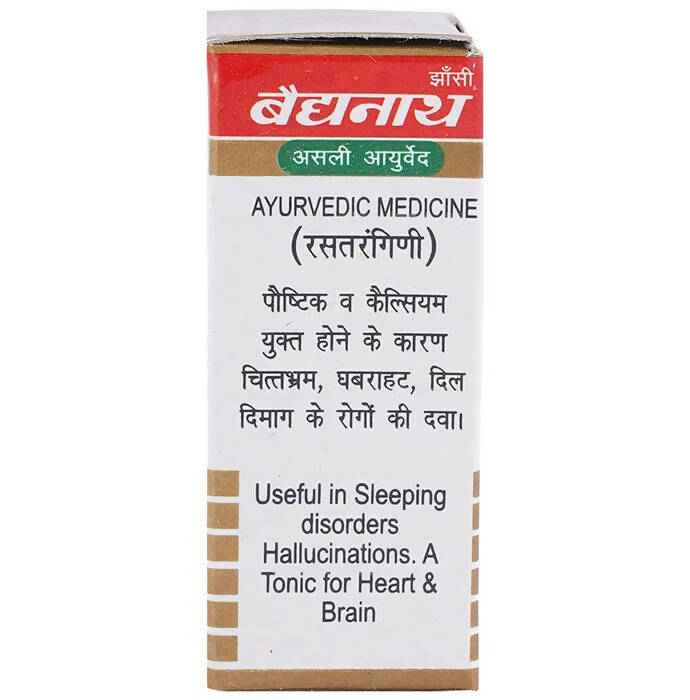 झाँसी
बैद्यनाथ
असली आयुर्वेद
AYURVEDIC MEDICINE
(रसतरंगिणी)
पौष्टिक व कैल्सियम
युक्त होने के कारण
चित्तभ्रम, घबराहट, दिल
दिमाग के रोगों की दवा।
Useful in Sleeping
disorders
Hallucinations. A
Tonic for Heart &
Brain